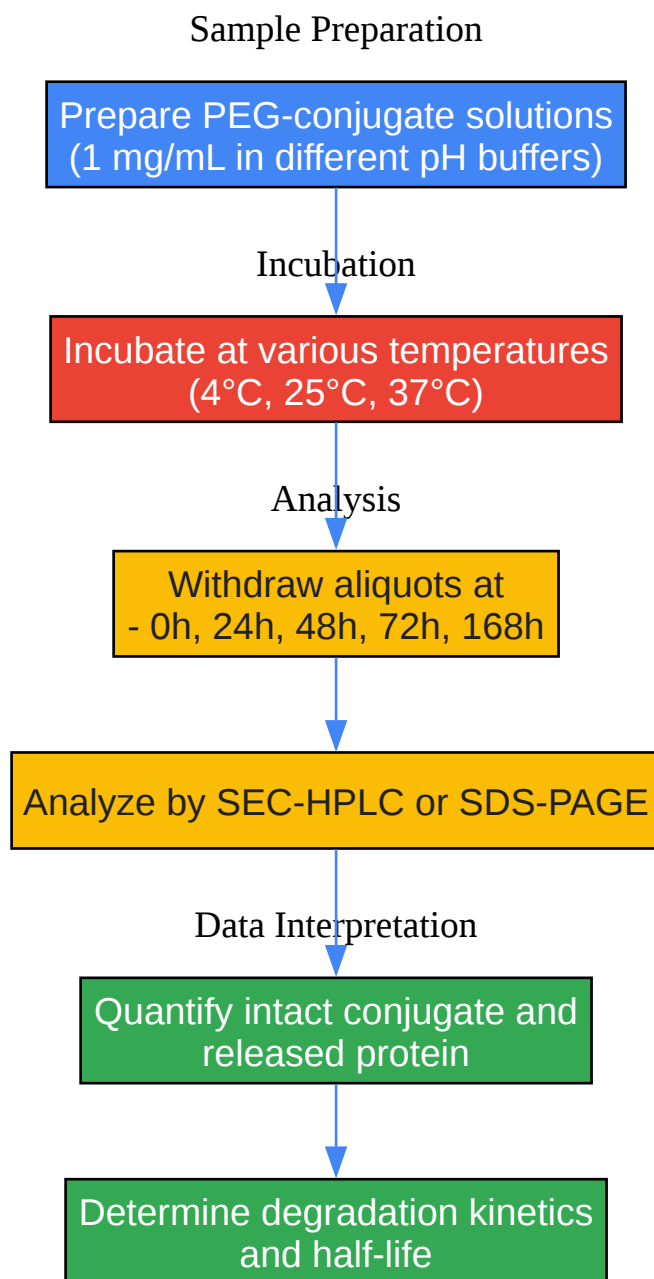 Sample Preparation
Prepare PEG-conjugate solutions
(1 mg/mL in different pH buffers)
Incubation
Incubate at various temperatures
(4°C, 25°C, 37°C)
Analysis
Withdraw aliquots at
- 0h, 24h, 48h, 72h, 168h
Analyze by SEC-HPLC or SDS-PAGE
Data Interpretation
Quantify intact conjugate and
released protein
Determine degradation kinetics
and half-life